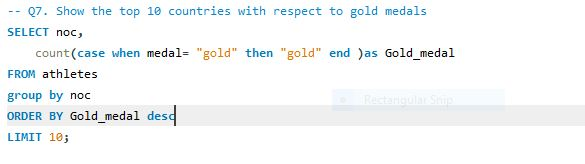 -- Q7. Show the top 10 countries with respect to gold medals
SELECT noc,
count(case when medal= "gold" then "gold" end )as Gold_medal
FROM athletes
group by noc
ORDER BY Gold_medal desc
LIMIT 10;
Rectangular Snip